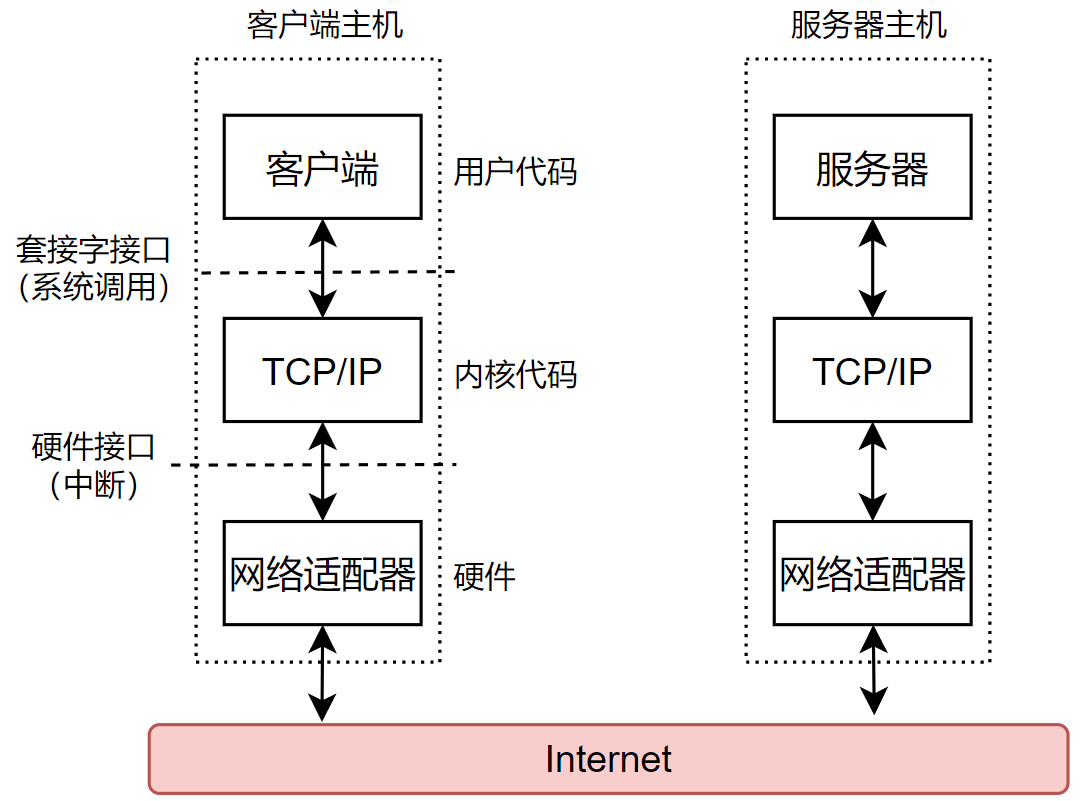 客户端主机
服务器主机
客户端
用户代码
服务器
套接字接口
（系统调用）
TCP/IP
内核代码
TCP/IP
硬件接口
（中断）
网络适配器
硬件
网络适配器
Internet